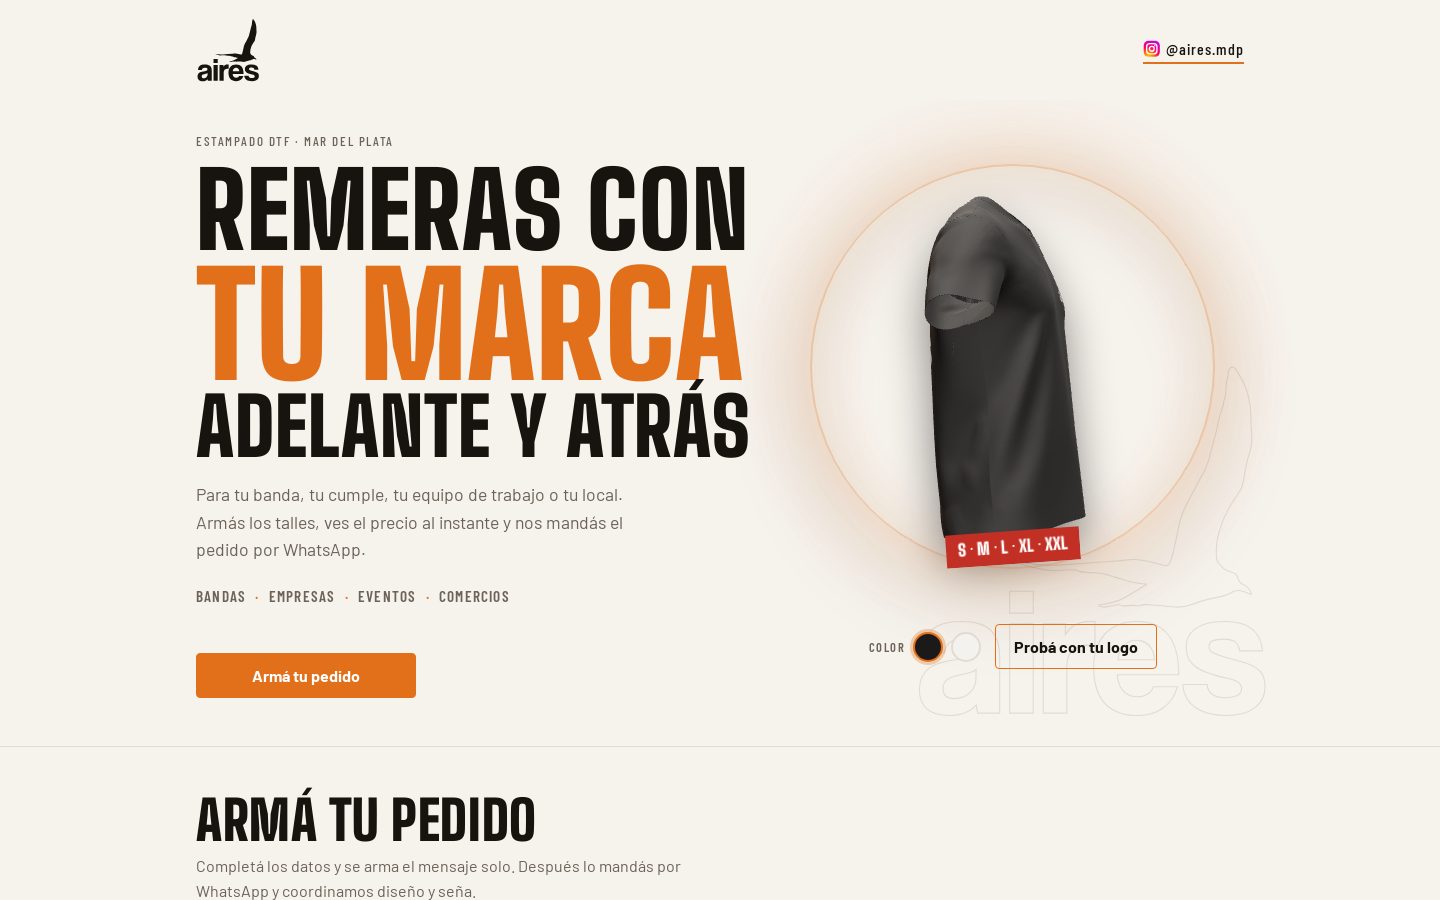 aires
@aires.mdp
ESTAMPADO DTF · MAR DEL PLATA
REMERAS CON
TU MARCA
ADELANTE Y ATRÁS
Para tu banda, tu cumple, tu equipo de trabajo o tu local.
Armás los talles, ves el precio al instante y nos mandás el
pedido por WhatsApp.
BANDAS · EMPRESAS · EVENTOS · COMERCIOS
Armá tu pedido
S · M · L · XL · XXL
COLOR
Probá con tu logo
aires
ARMÁ TU PEDIDO
Completá los datos y se arma el mensaje solo. Después lo mandás por
WhatsApp y coordinamos diseño y seña.